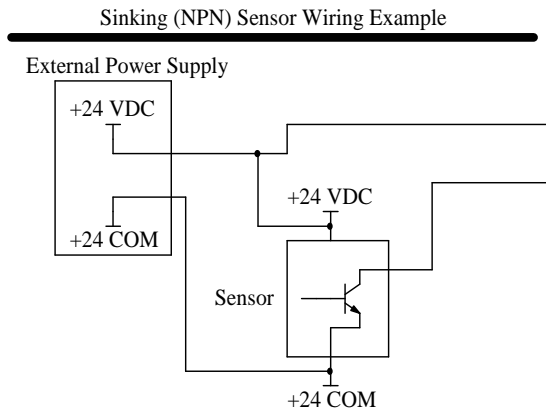 Sinking (NPN) Sensor Wiring Example
External Power Supply
+24 VDC
+24 COM
+24 VDC
Sensor
+24 COM